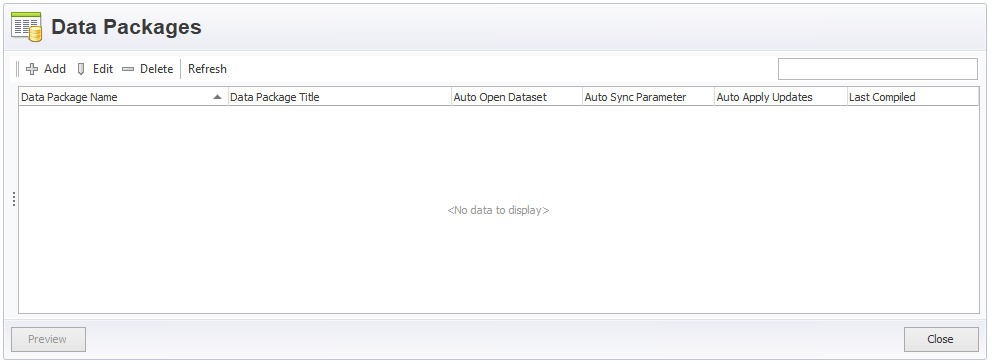 Data Packages
Add Edit Delete Refresh
Data Package Name Data Package Title Auto Open Dataset Auto Sync Parameter Auto Apply Updates Last Compiled
<No data to display>
Preview Close